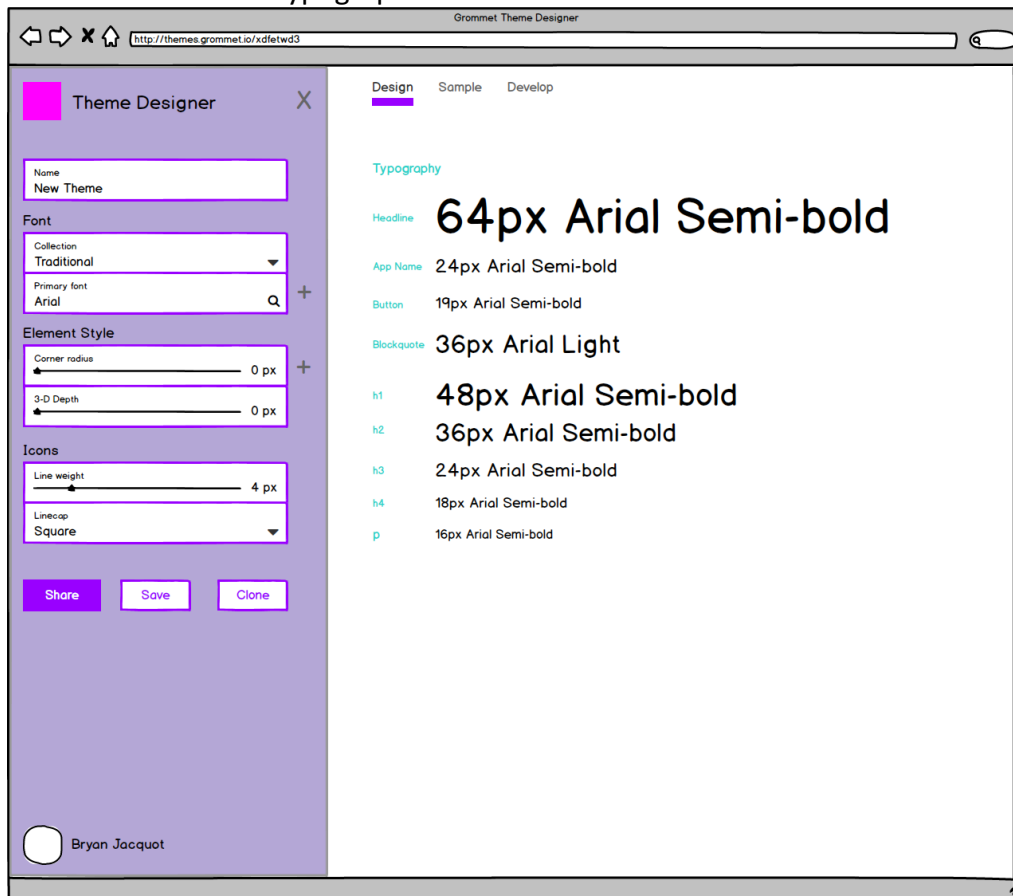 Grommet Theme Designer
http://themes.grommet.io/xdfetwd3
Theme Designer X
Name
New Theme
Font
Collection
Traditional
Primary font
Arial
+
Element Style
Corner radius
0 px
+
3-D Depth
0 px
Icons
Line weight
4 px
Linecap
Square
Share Save Clone
Bryan Jacquot
Design Sample Develop
Typography
Headline 64px Arial Semi-bold
App Name 24px Arial Semi-bold
Button 19px Arial Semi-bold
Blockquote 36px Arial Light
h1 48px Arial Semi-bold
h2 36px Arial Semi-bold
h3 24px Arial Semi-bold
h4 18px Arial Semi-bold
p 16px Arial Semi-bold